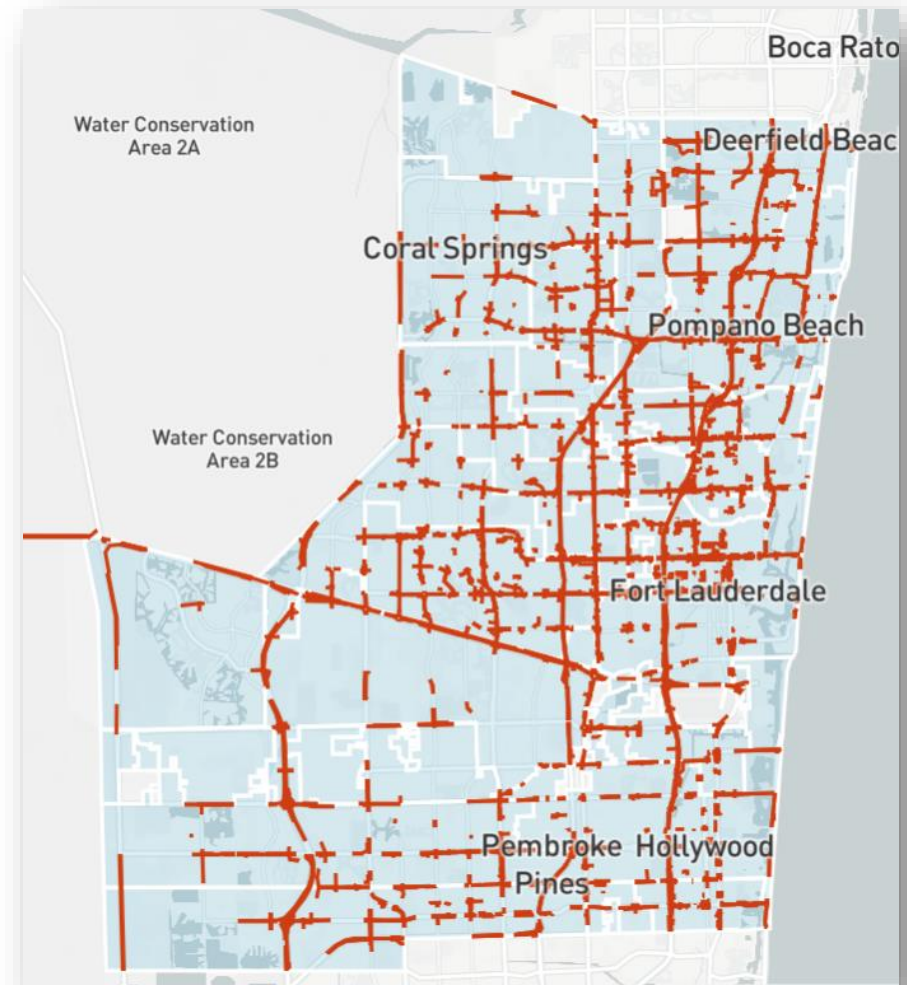 Boca Rato
Water Conservation
Area 2A
Deerfield Beac
Coral Springs
Pompano Beach
Water Conservation
Area 2B
Fort Lauderdale
Pembroke
Pines
Hollywood